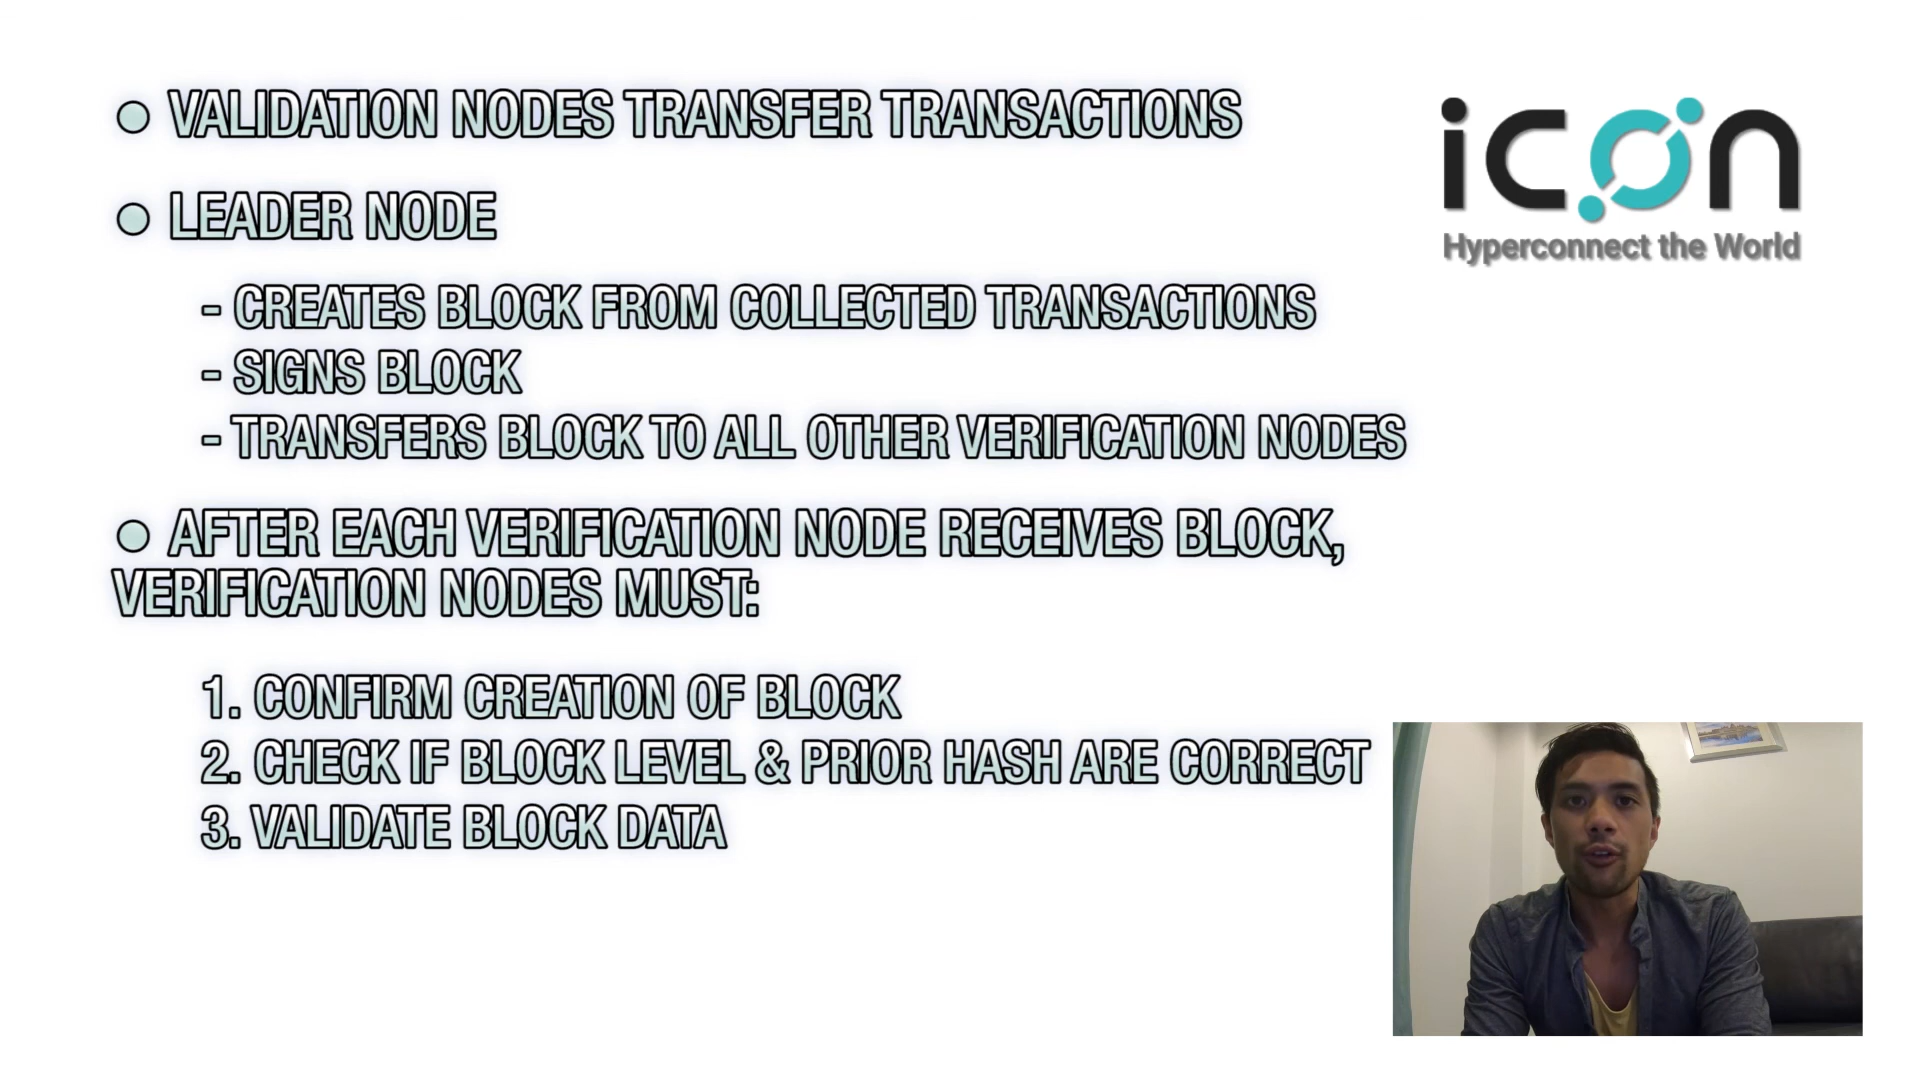 ● VALIDATION NODES TRANSFER TRANSACTIONS
● LEADER NODE
- CREATES BLOCK FROM COLLECTED TRANSACTIONS
- SIGNS BLOCK
- TRANSFERS BLOCK TO ALL OTHER VERIFICATION NODES
● AFTER EACH VERIFICATION NODE RECEIVES BLOCK,
VERIFICATION NODES MUST:
1. CONFIRM CREATION OF BLOCK
2. CHECK IF BLOCK LEVEL & PRIOR HASH ARE CORRECT
3. VALIDATE BLOCK DATA
icon
Hyperconnect the World